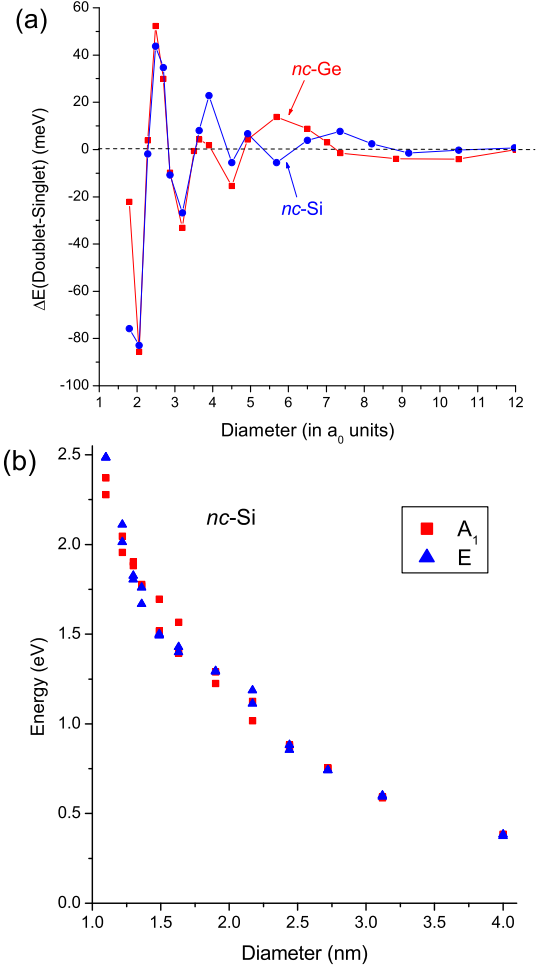 (a)
60
40
20
0
-20
-40
-60
-80
-100
ΔE(Doublet-Singlet) (meV)
nc-Ge
nc-Si
1 2 3 4 5 6 7 8 9 10 11 12
Diameter (in a₀ units)
(b)
2.5
2.0
1.5
1.0
0.5
0.0
Energy (eV)
nc-Si
A₁
E
1.0 1.5 2.0 2.5 3.0 3.5 4.0
Diameter (nm)